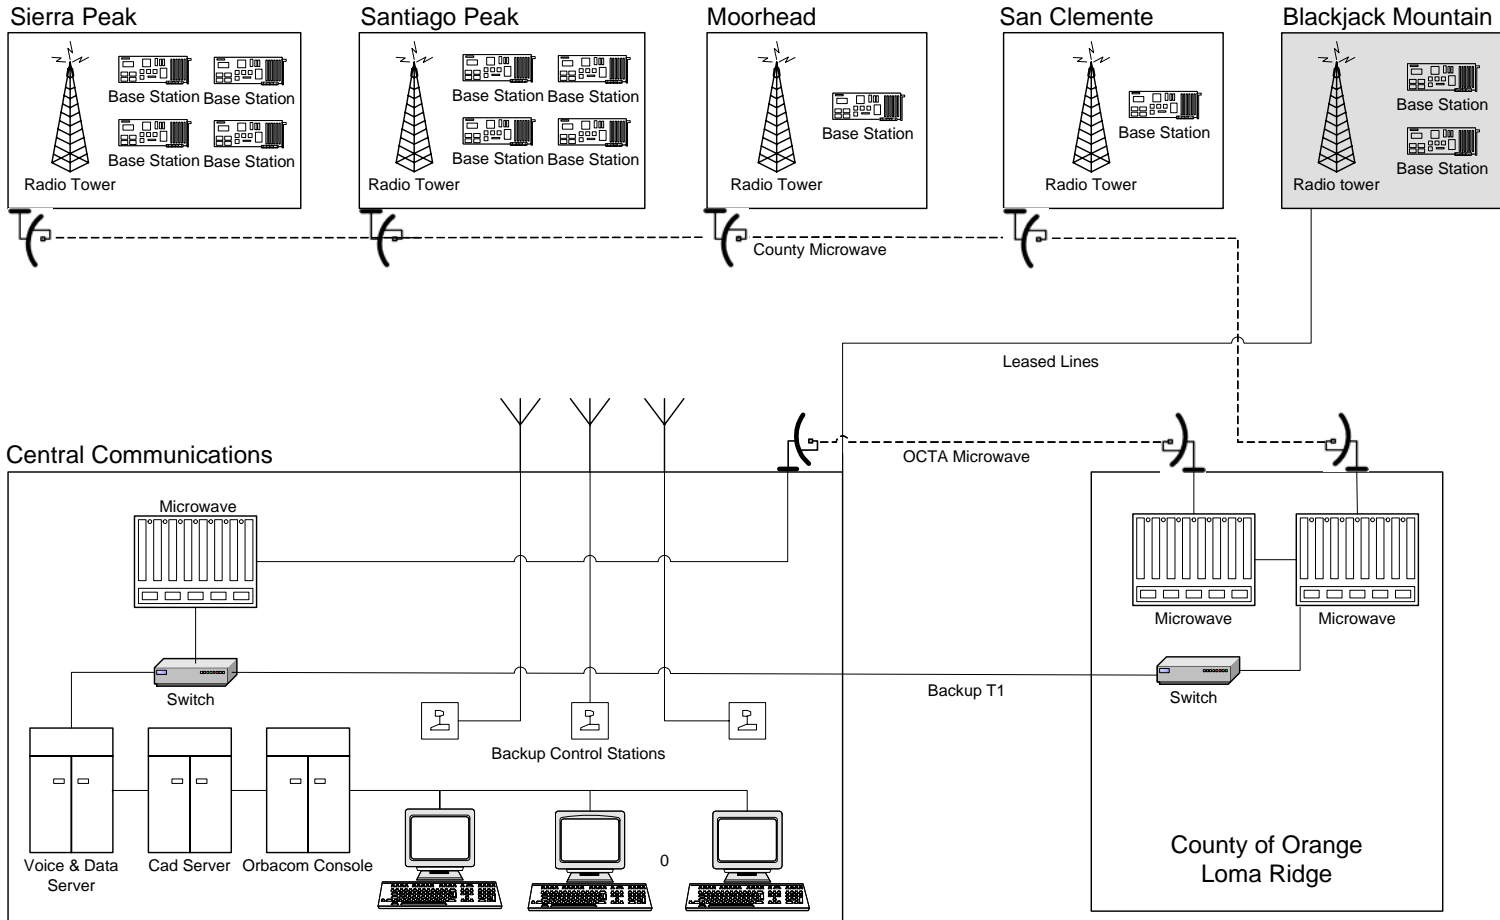 Sierra Peak
Santiago Peak
Moorhead
San Clemente
Blackjack Mountain
Base Station
Base Station
Base Station
Base Station
Radio Tower
Base Station
Base Station
Base Station
Base Station
Radio Tower
Base Station
Radio Tower
Base Station
Radio Tower
Base Station
Base Station
Radio tower
County Microwave
Leased Lines
OCTA Microwave
Central Communications
Microwave
Switch
Backup Control Stations
Backup T1
Microwave
Microwave
Switch
Voice & Data
Server
Cad Server
Orbacom Console
0
County of Orange
Loma Ridge